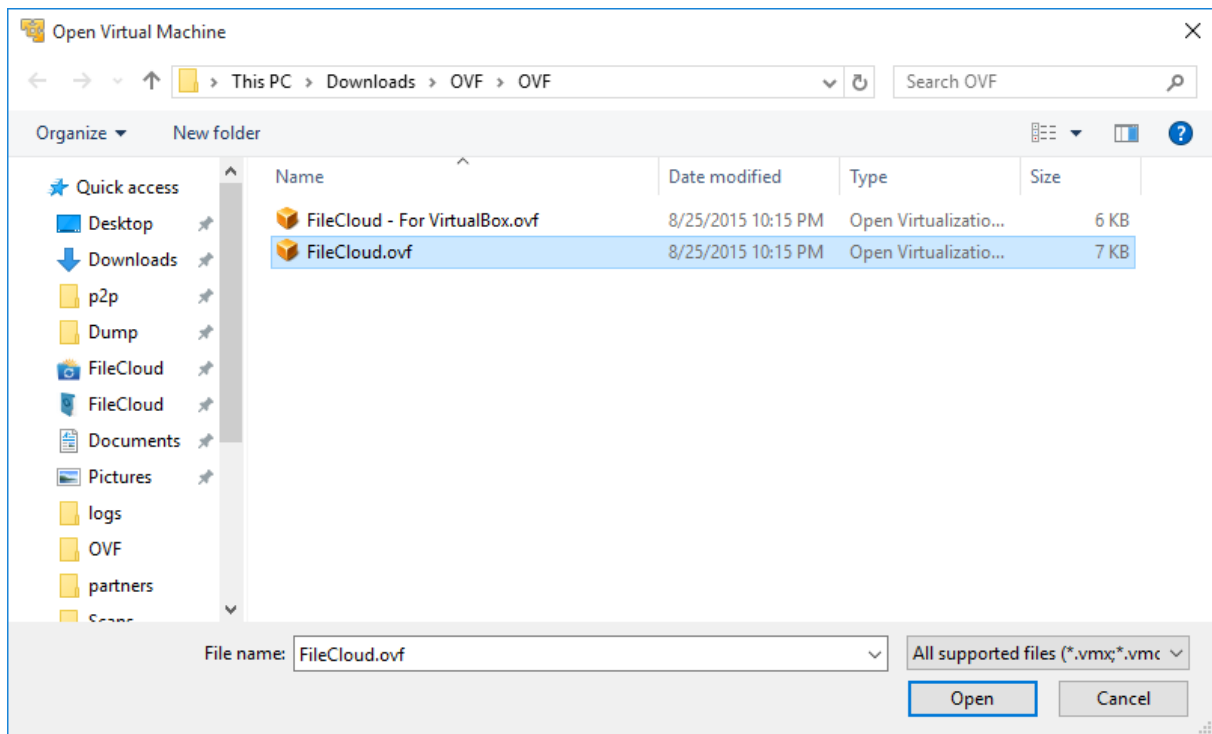 Open Virtual Machine
This PC > Downloads > OVF > OVF
Search OVF
Organize
New folder
Name
Date modified
Type
Size
FileCloud - For VirtualBox.ovf 8/25/2015 10:15 PM Open Virtualizatio... 6 KB
FileCloud.ovf 8/25/2015 10:15 PM Open Virtualizatio... 7 KB
Quick access
Desktop
Downloads
p2p
Dump
FileCloud
FileCloud
Documents
Pictures
logs
OVF
partners
File name: FileCloud.ovf
All supported files (*.vmx;*.vmc
Open
Cancel